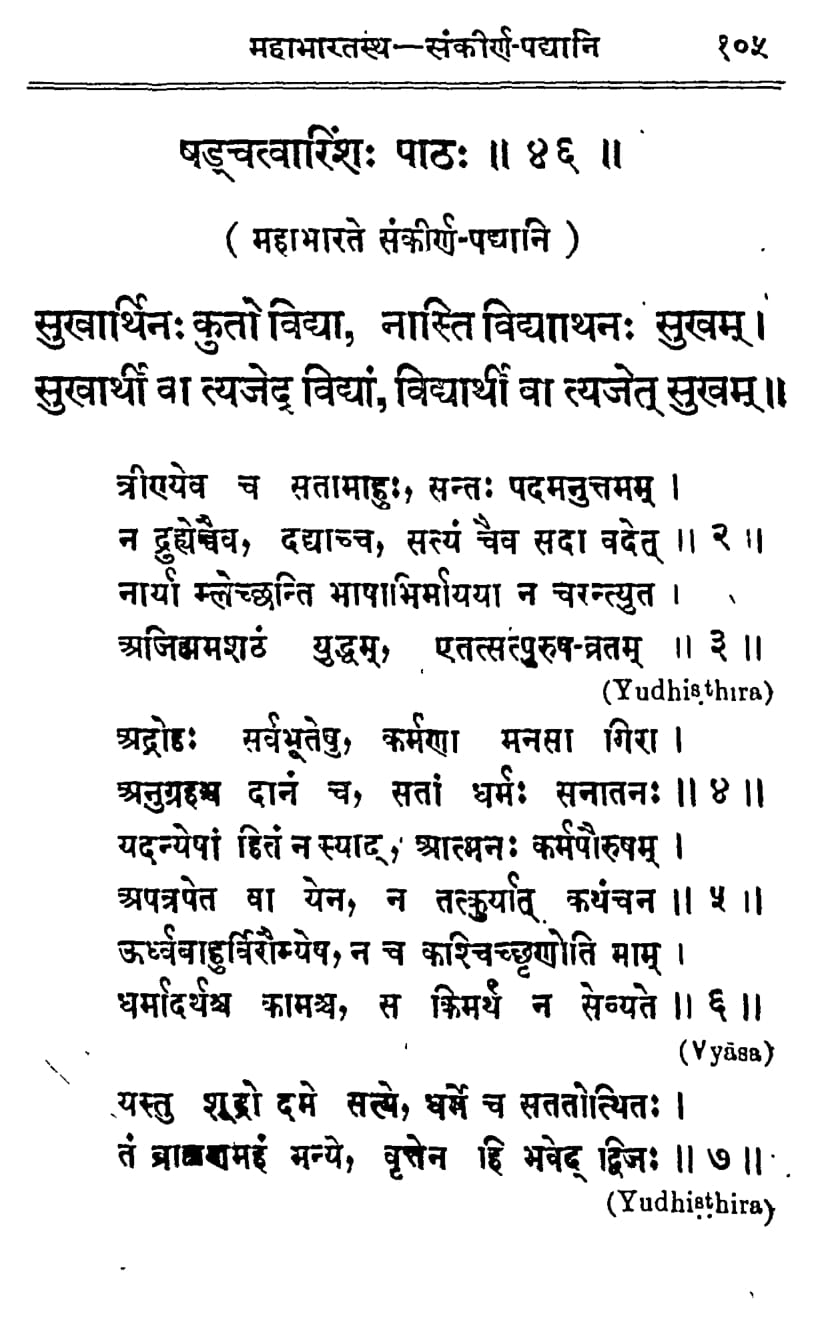 महाभारतस्थ—संकीर्ण-पद्यानि १०५
षड्चत्वारिंशः पाठः ॥ ४६ ॥
( महाभारते संकीर्ण-पद्यानि )
सुखार्थिनः कुतो विद्या, नास्ति विद्यााथनः सुखम् ।
सुखार्थी वा त्यजेद् विद्यां, विद्यार्थी वा त्यजेत् सुखम् ॥
त्रीण्येव च सतामाहुः, सन्तः पदमनुत्तमम् ।
न द्रुह्येच्चैव, दद्याच्च, सत्यं चैव सदा वदेत् ॥ २ ॥
नार्या म्लेच्छन्ति भाषाभिर्मायया न चरन्त्युत ।
अजिह्ममशठं युद्धम्, एतत्सत्पुरुष-व्रतम् ॥ ३ ॥
(Yudhiṣṭhira)
अद्रोहः सर्वभूतेषु, कर्मणा मनसा गिरा ।
अनुग्रहश्च दानं च, सतां धर्मः सनातनः ॥ ४ ॥
यदन्येषां हितं न स्याद्, आत्मनः कर्मपौरुषम् ।
अपत्रपेत वा येन, न तत्कुर्यात् कथंचन ॥ ५ ॥
ऊर्ध्वबाहुर्विरौम्येष, न च कश्चिच्छृणोति माम् ।
धर्मादर्थश्च कामश्च, स किमर्थं न सेव्यते ॥ ६ ॥
(Vyāsa)
यस्तु शूद्रो दमे सत्ये, धर्मे च सततोत्थितः ।
तं ब्राह्मणमहं मन्ये, वृत्तेन हि भवेद् द्विजः ॥ ७ ॥
(Yudhiṣṭhira)